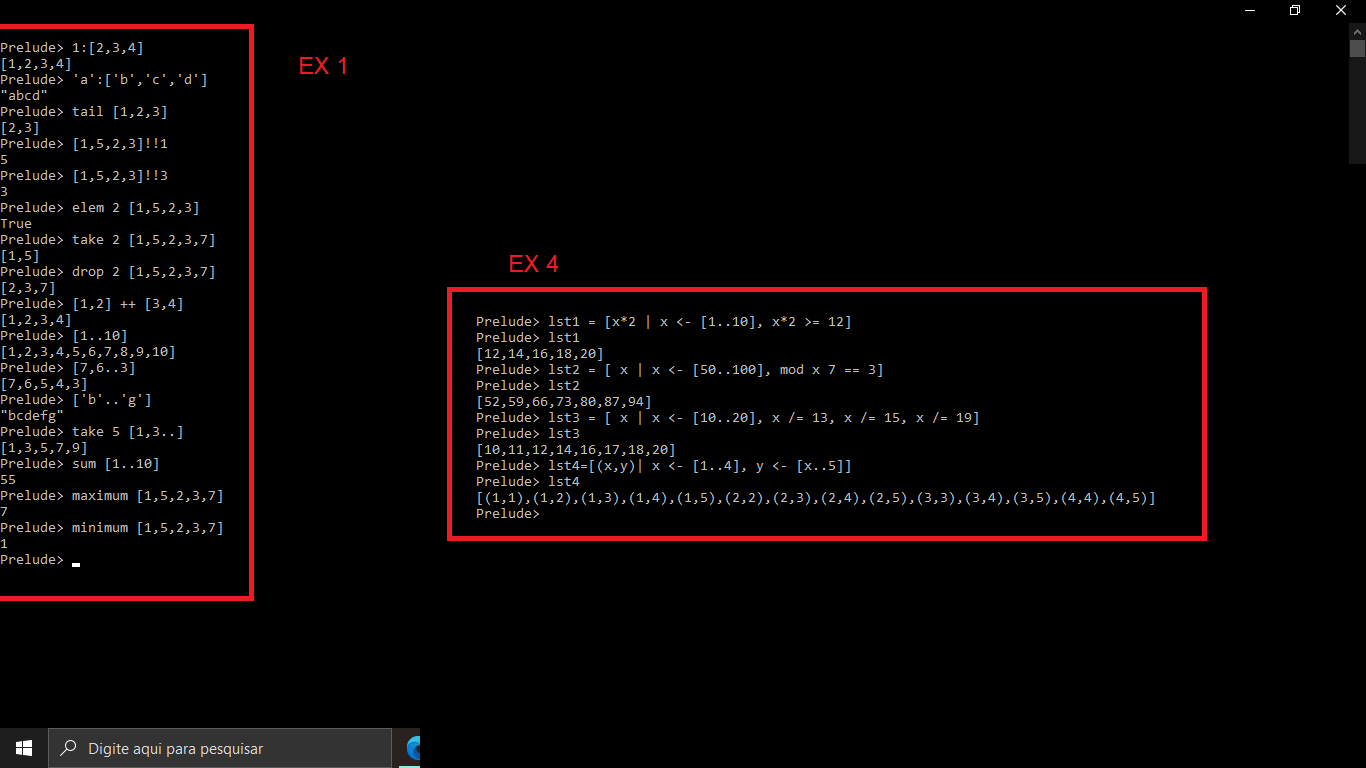 Prelude> 1:[2,3,4]
[1,2,3,4]
Prelude> 'a':['b','c','d']
"abcd"
Prelude> tail [1,2,3]
[2,3]
Prelude> [1,5,2,3]!!1
5
Prelude> [1,5,2,3]!!3
3
Prelude> elem 2 [1,5,2,3]
True
Prelude> take 2 [1,5,2,3,7]
[1,5]
Prelude> drop 2 [1,5,2,3,7]
[2,3,7]
Prelude> [1,2] ++ [3,4]
[1,2,3,4]
Prelude> [1..10]
[1,2,3,4,5,6,7,8,9,10]
Prelude> [7,6..3]
[7,6,5,4,3]
Prelude> ['b'..'g']
"bcdefg"
Prelude> take 5 [1,3..]
[1,3,5,7,9]
Prelude> sum [1..10]
55
Prelude> maximum [1,5,2,3,7]
7
Prelude> minimum [1,5,2,3,7]
1
Prelude>
EX 1
EX 4
Prelude> lst1 = [x*2 | x <- [1..10], x*2 >= 12]
Prelude> lst1
[12,14,16,18,20]
Prelude> lst2 = [ x | x <- [50..100], mod x 7 == 3]
Prelude> lst2
[52,59,66,73,80,87,94]
Prelude> lst3 = [ x | x <- [10..20], x /= 13, x /= 15, x /= 19]
Prelude> lst3
[10,11,12,14,16,17,18,20]
Prelude> lst4=[(x,y)| x <- [1..4], y <- [x..5]]
Prelude> lst4
[(1,1),(1,2),(1,3),(1,4),(1,5),(2,2),(2,3),(2,4),(2,5),(3,3),(3,4),(3,5),(4,4),(4,5)]
Prelude>
Digite aqui para pesquisar